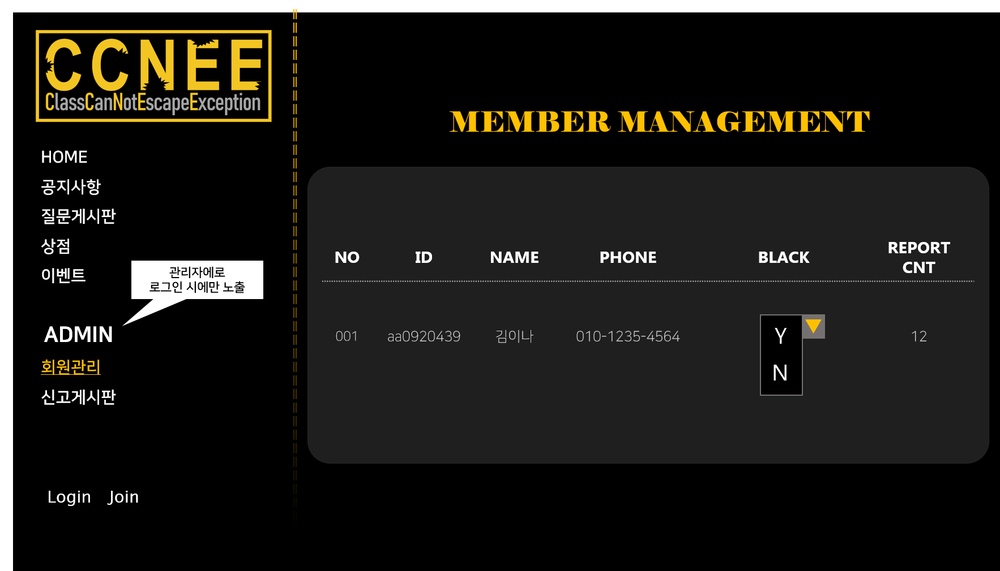 CCNEE
ClassCanNotEscapeException
HOME
공지사항
질문게시판
상점
이벤트
관리자에로
로그인 시에만 노출
ADMIN
회원관리
신고게시판
Login Join
MEMBER MANAGEMENT
NO ID NAME PHONE BLACK REPORT
CNT
001 aa0920439 김이나 010-1235-4564 Y 12
N